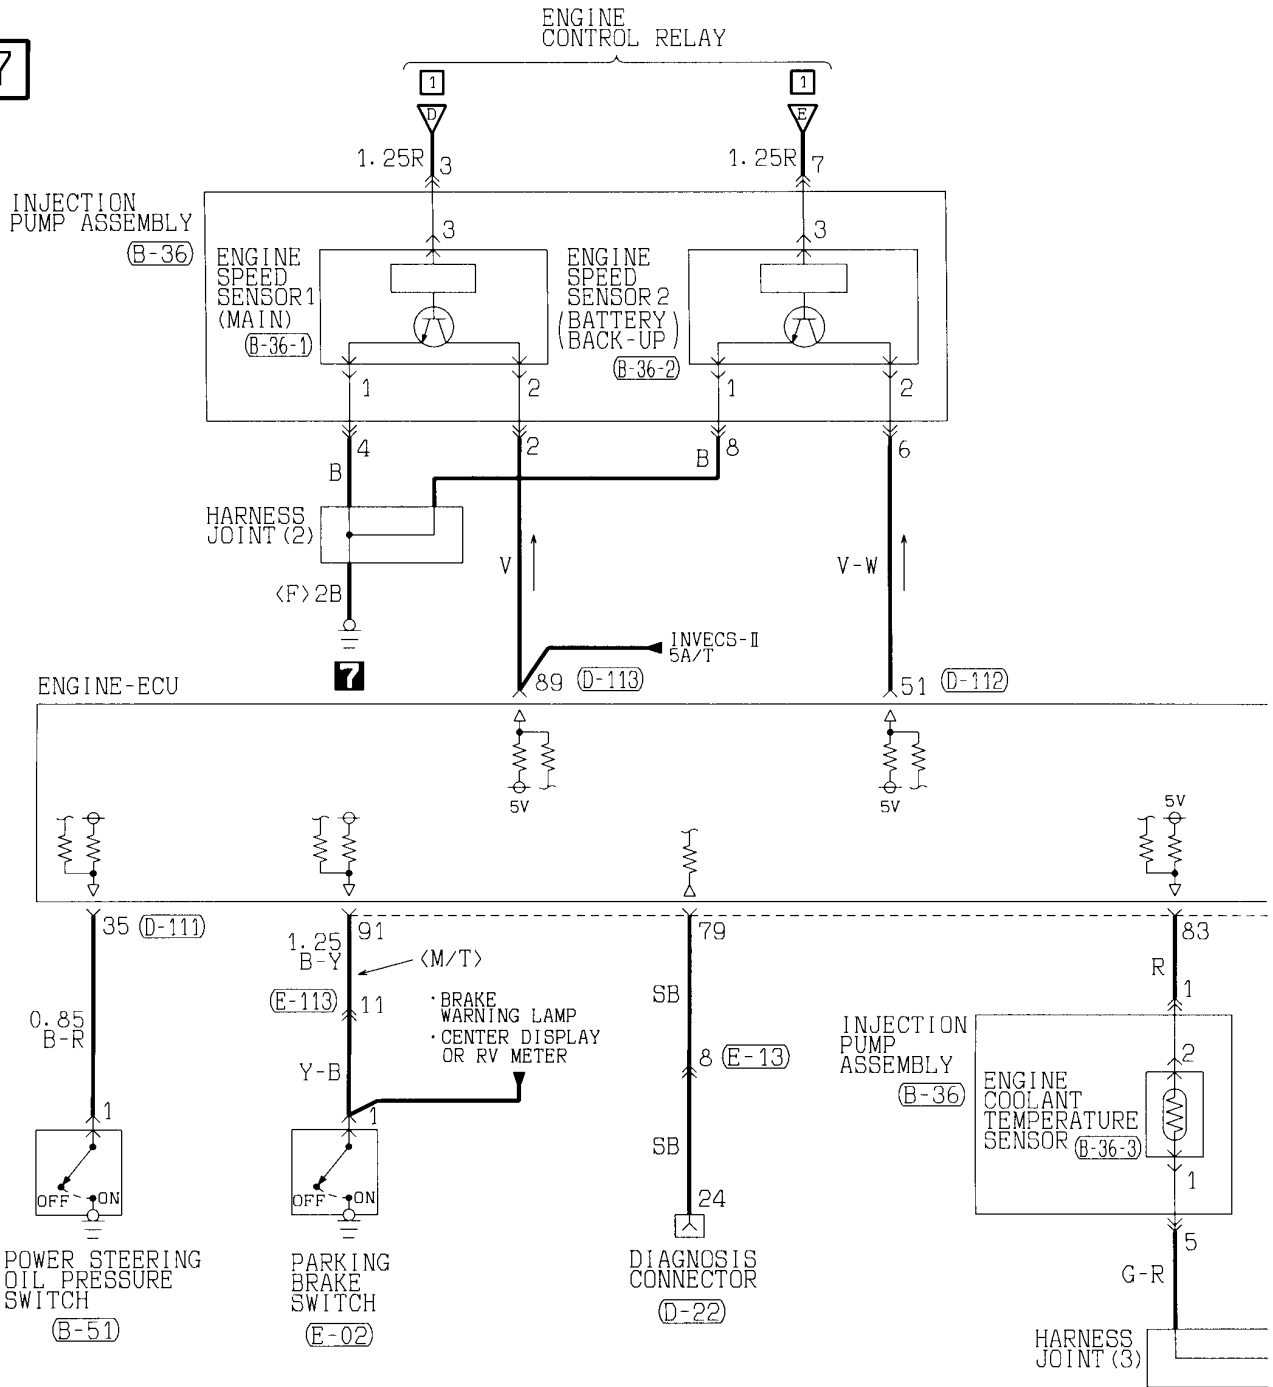 ENGINE
CONTROL RELAY
7
1
1
D
E
1.25R 3
1.25R 7
INJECTION
PUMP ASSEMBLY
(B-36)
3
3
ENGINE
SPEED
SENSOR1
(MAIN)
(B-36-1)
ENGINE
SPEED
SENSOR2
(BATTERY
BACK-UP)
(B-36-2)
1
2
1
2
4
2
8
6
B
B
HARNESS
JOINT(2)
V
V-W
<F>2B
INVECS-II
5A/T
7
ENGINE-ECU
89 (D-113)
51 (D-112)
5V
5V
5V
35 (D-111)
91
79
83
1.25
B-Y
<M/T>
R
SB
1
(E-113) 11
·BRAKE
WARNING LAMP
·CENTER DISPLAY
OR RV METER
0.85
B-R
8 (E-13)
INJECTION
PUMP
ASSEMBLY
(B-36)
2
Y-B
ENGINE
COOLANT
TEMPERATURE
SENSOR (B-36-3)
1
1
SB
1
OFF ON
OFF ON
24
5
POWER STEERING
OIL PRESSURE
SWITCH
(B-51)
PARKING
BRAKE
SWITCH
(E-02)
DIAGNOSIS
CONNECTOR
(D-22)
G-R
HARNESS
JOINT(3)